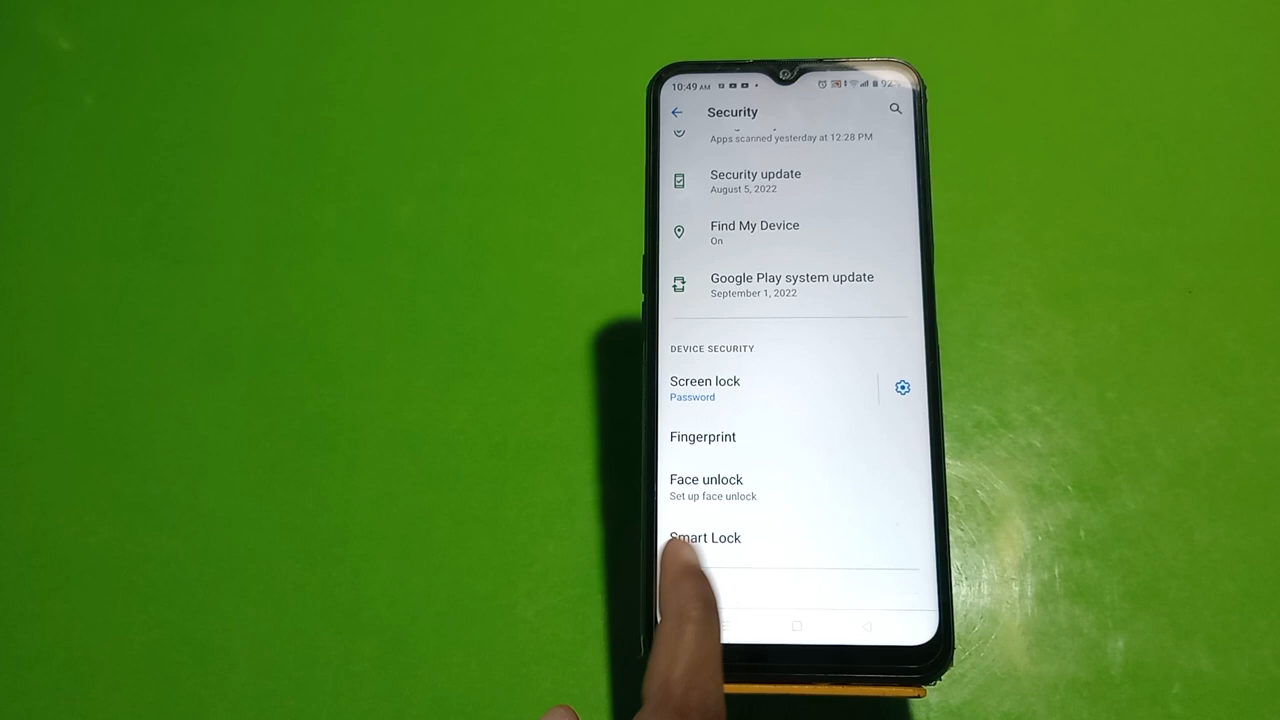 10:49 AM
92%
Security
Apps scanned yesterday at 12:28 PM
Security update
August 5, 2022
Find My Device
On
Google Play system update
September 1, 2022
DEVICE SECURITY
Screen lock
Password
Fingerprint
Face unlock
Set up face unlock
Smart Lock